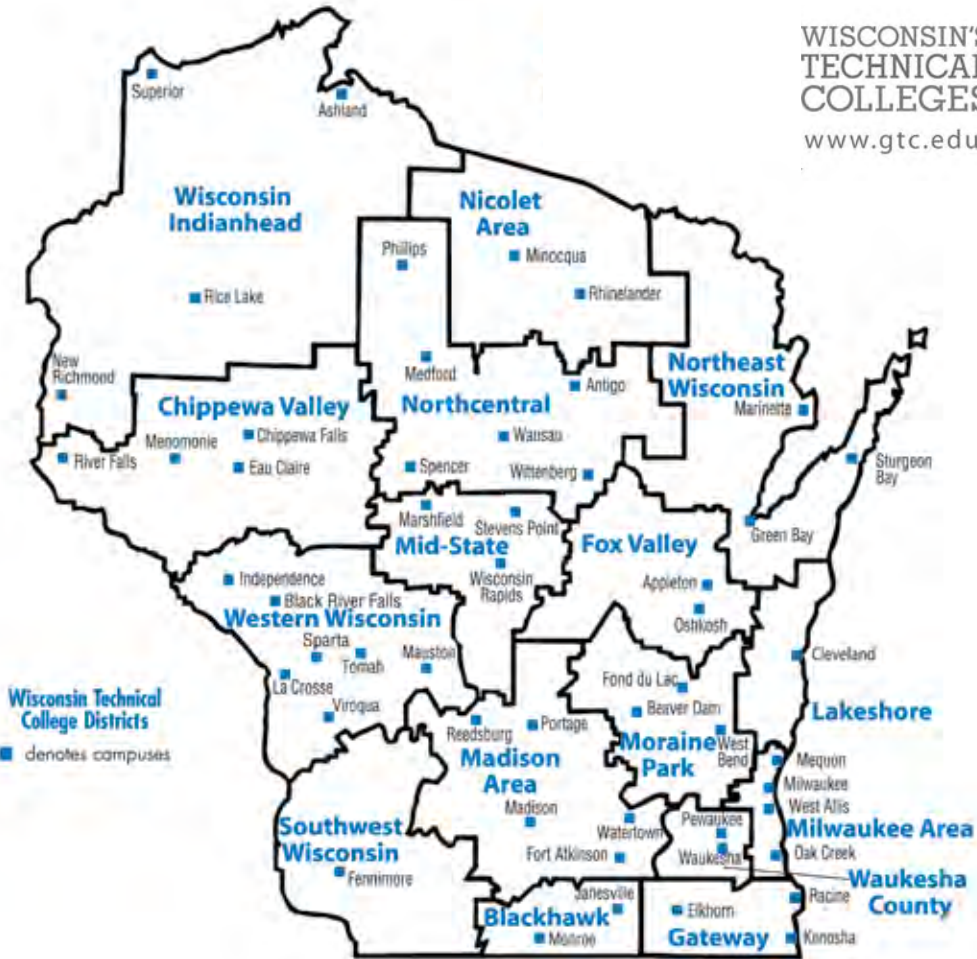 WISCONSIN'S
TECHNICAL
COLLEGES
www.gtc.edu
Superior
Ashland
Wisconsin
Indianhead
Nicolet
Area
Phillips
Minocqua
Rhinelander
Rice Lake
New
Richmond
Medford
Antigo
Northeast
Wisconsin
Marinette
Chippewa Valley
Northcentral
Menomonie
Chippewa Falls
Wausau
River Falls
Eau Claire
Spencer
Wittenberg
Sturgeon
Bay
Marshfield
Stevens Point
Green Bay
Mid-State
Fox Valley
Independence
Wisconsin
Rapids
Appleton
Black River Falls
Oshkosh
Western Wisconsin
Sparta
Tomah
Mauston
Cleveland
La Crosse
Fond du Lac
Viroqua
Beaver Dam
Lakeshore
Wisconsin Technical
College Districts
denotes campuses
Reedsburg
Portage
Moraine
Park
West
Bend
Mequon
Madison
Area
Milwaukee
West Allis
Madison
Watertown
Pewaukee
Milwaukee Area
Southwest
Wisconsin
Fort Atkinson
Waukesha
Oak Creek
Fennimore
Waukesha
County
Janesville
Racine
Blackhawk
Elkhorn
Monroe
Gateway
Kenosha